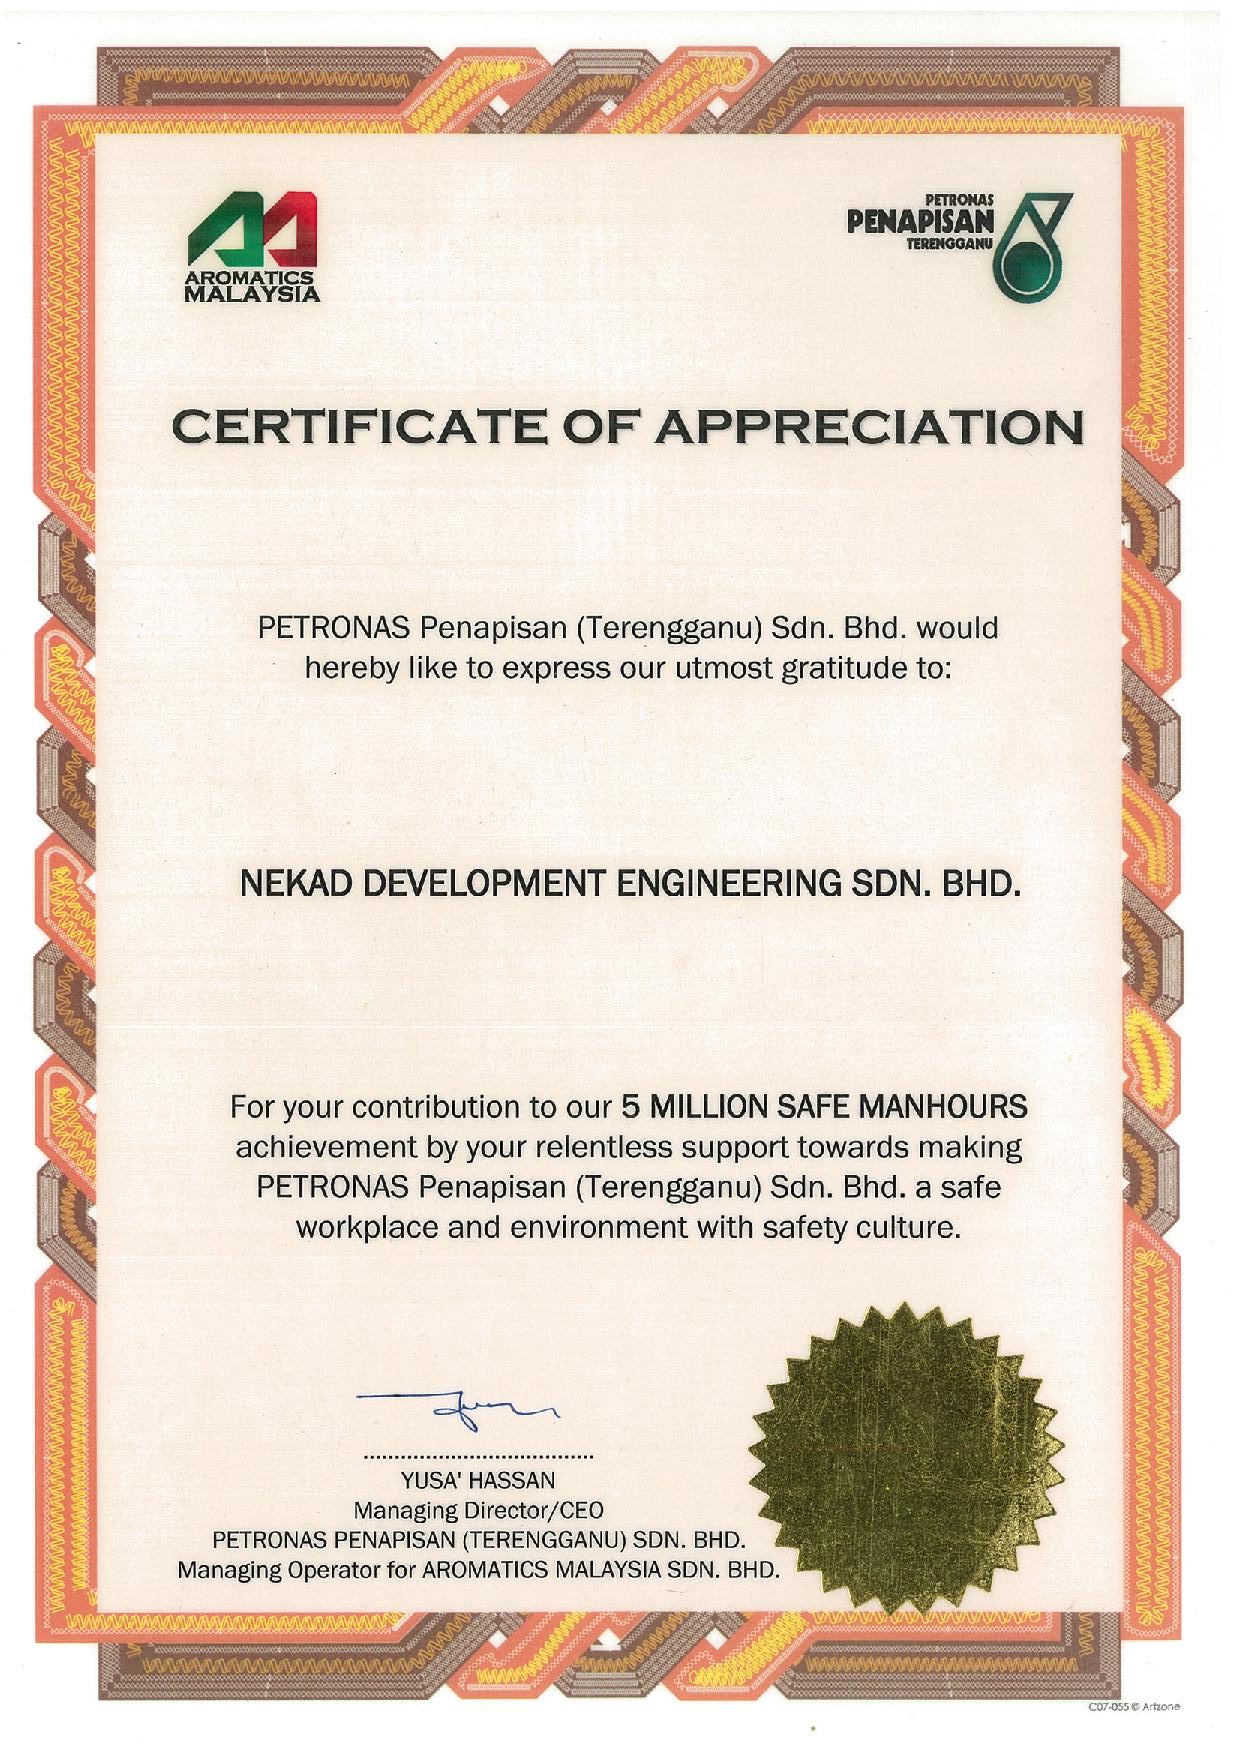 AROMATICS
MALAYSIA
PETRONAS
PENAPISAN
TERENGGANU
CERTIFICATE OF APPRECIATION
PETRONAS Penapisan (Terengganu) Sdn. Bhd. would
hereby like to express our utmost gratitude to:
NEKAD DEVELOPMENT ENGINEERING SDN. BHD.
For your contribution to our 5 MILLION SAFE MANHOURS
achievement by your relentless support towards making
PETRONAS Penapisan (Terengganu) Sdn. Bhd. a safe
workplace and environment with safety culture.
YUSA' HASSAN
Managing Director/CEO
PETRONAS PENAPISAN (TERENGGANU) SDN. BHD.
Managing Operator for AROMATICS MALAYSIA SDN. BHD.
C07-055 © Artzone